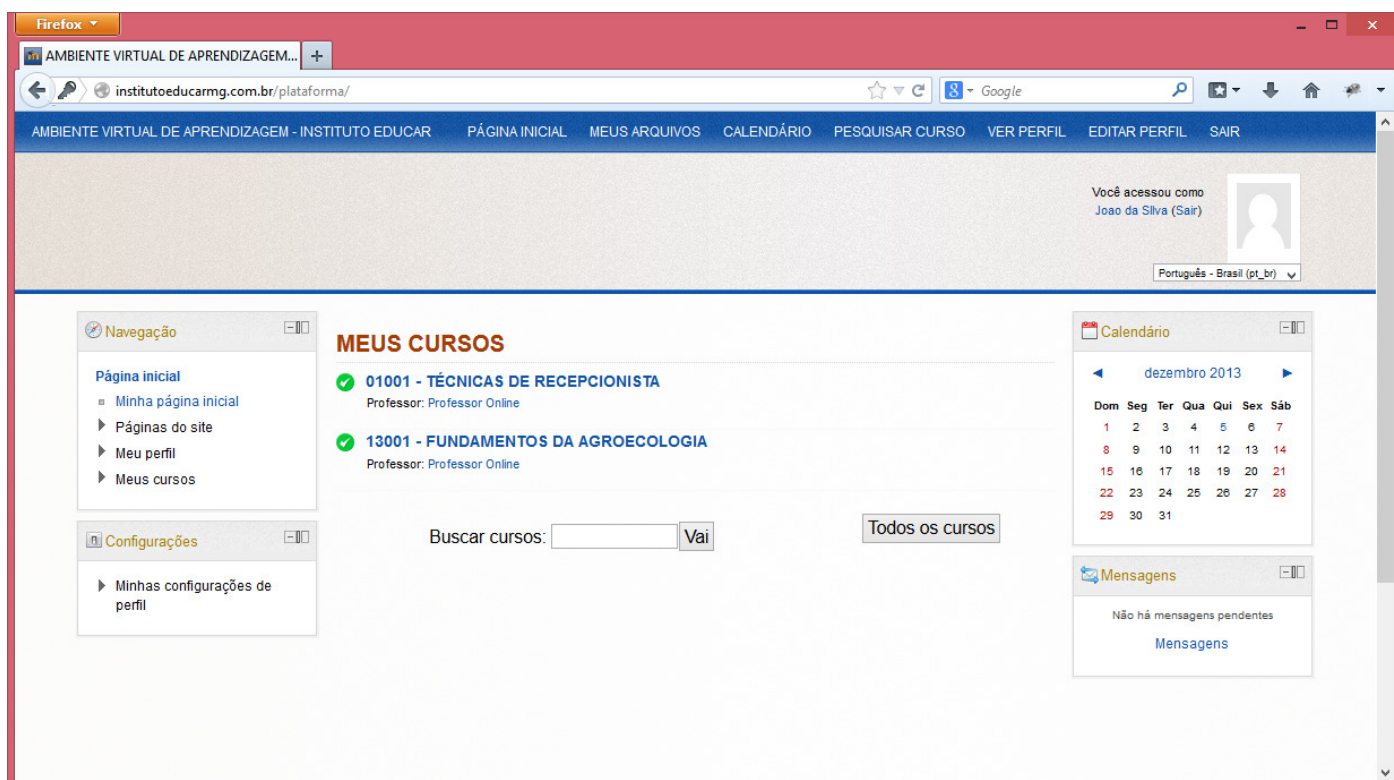 Firefox
AMBIENTE VIRTUAL DE APRENDIZAGEM...
institutoeducarmg.com.br/plataforma/
Google
AMBIENTE VIRTUAL DE APRENDIZAGEM - INSTITUTO EDUCAR PÁGINA INICIAL MEUS ARQUIVOS CALENDÁRIO PESQUISAR CURSO VER PERFIL EDITAR PERFIL SAIR
Você acessou como
Joao da SIlva (Sair)
Português - Brasil (pt_br)
Navegação
Página inicial
Minha página inicial
Páginas do site
Meu perfil
Meus cursos
Configurações
Minhas configurações de
perfil
MEUS CURSOS
01001 - TÉCNICAS DE RECEPCIONISTA
Professor: Professor Online
13001 - FUNDAMENTOS DA AGROECOLOGIA
Professor: Professor Online
Buscar cursos: Vai Todos os cursos
Calendário
dezembro 2013
Dom Seg Ter Qua Qui Sex Sáb
1 2 3 4 5 6 7
8 9 10 11 12 13 14
15 16 17 18 19 20 21
22 23 24 25 26 27 28
29 30 31
Mensagens
Não há mensagens pendentes
Mensagens